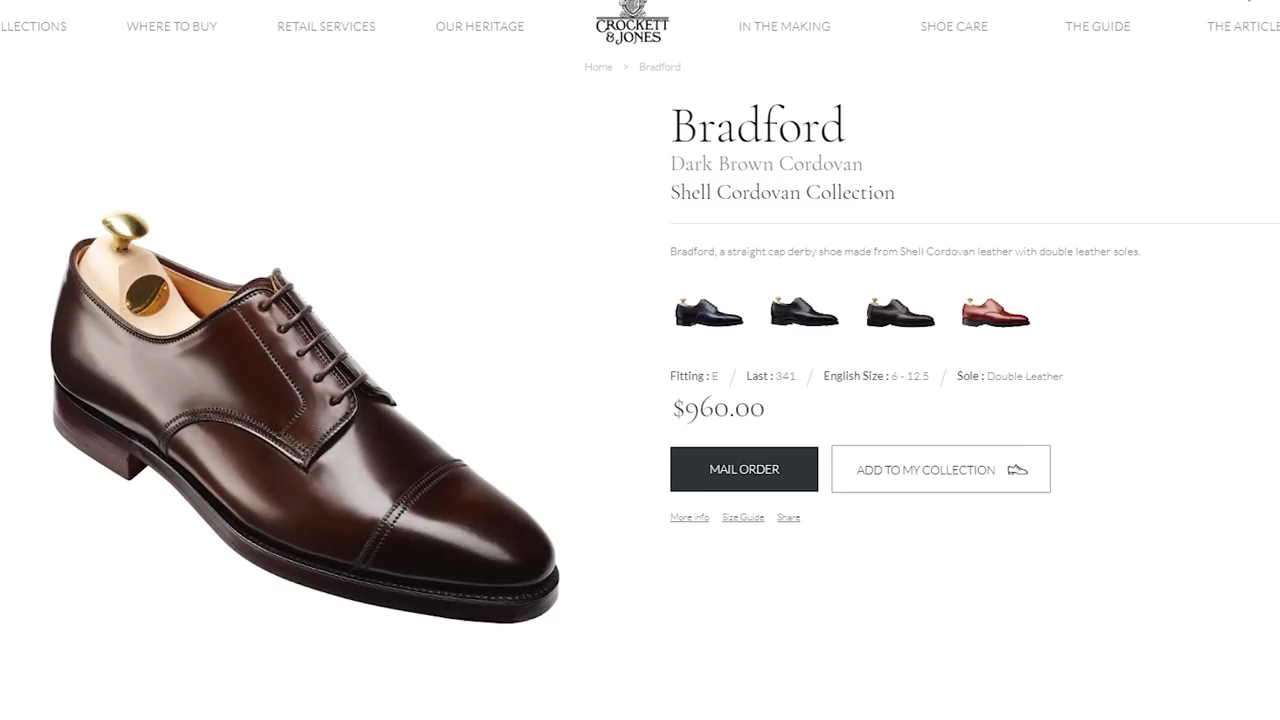 LLECTIONS WHERE TO BUY RETAIL SERVICES OUR HERITAGE CROCKETT &JONES IN THE MAKING SHOE CARE THE GUIDE THE ARTICLE
Home > Bradford
Bradford
Dark Brown Cordovan
Shell Cordovan Collection
Bradford, a straight cap derby shoe made from Shell Cordovan leather with double leather soles.
Fitting : E / Last : 341 / English Size : 6 - 12.5 / Sole : Double Leather
$960.00
MAIL ORDER ADD TO MY COLLECTION
More info Size Guide Share